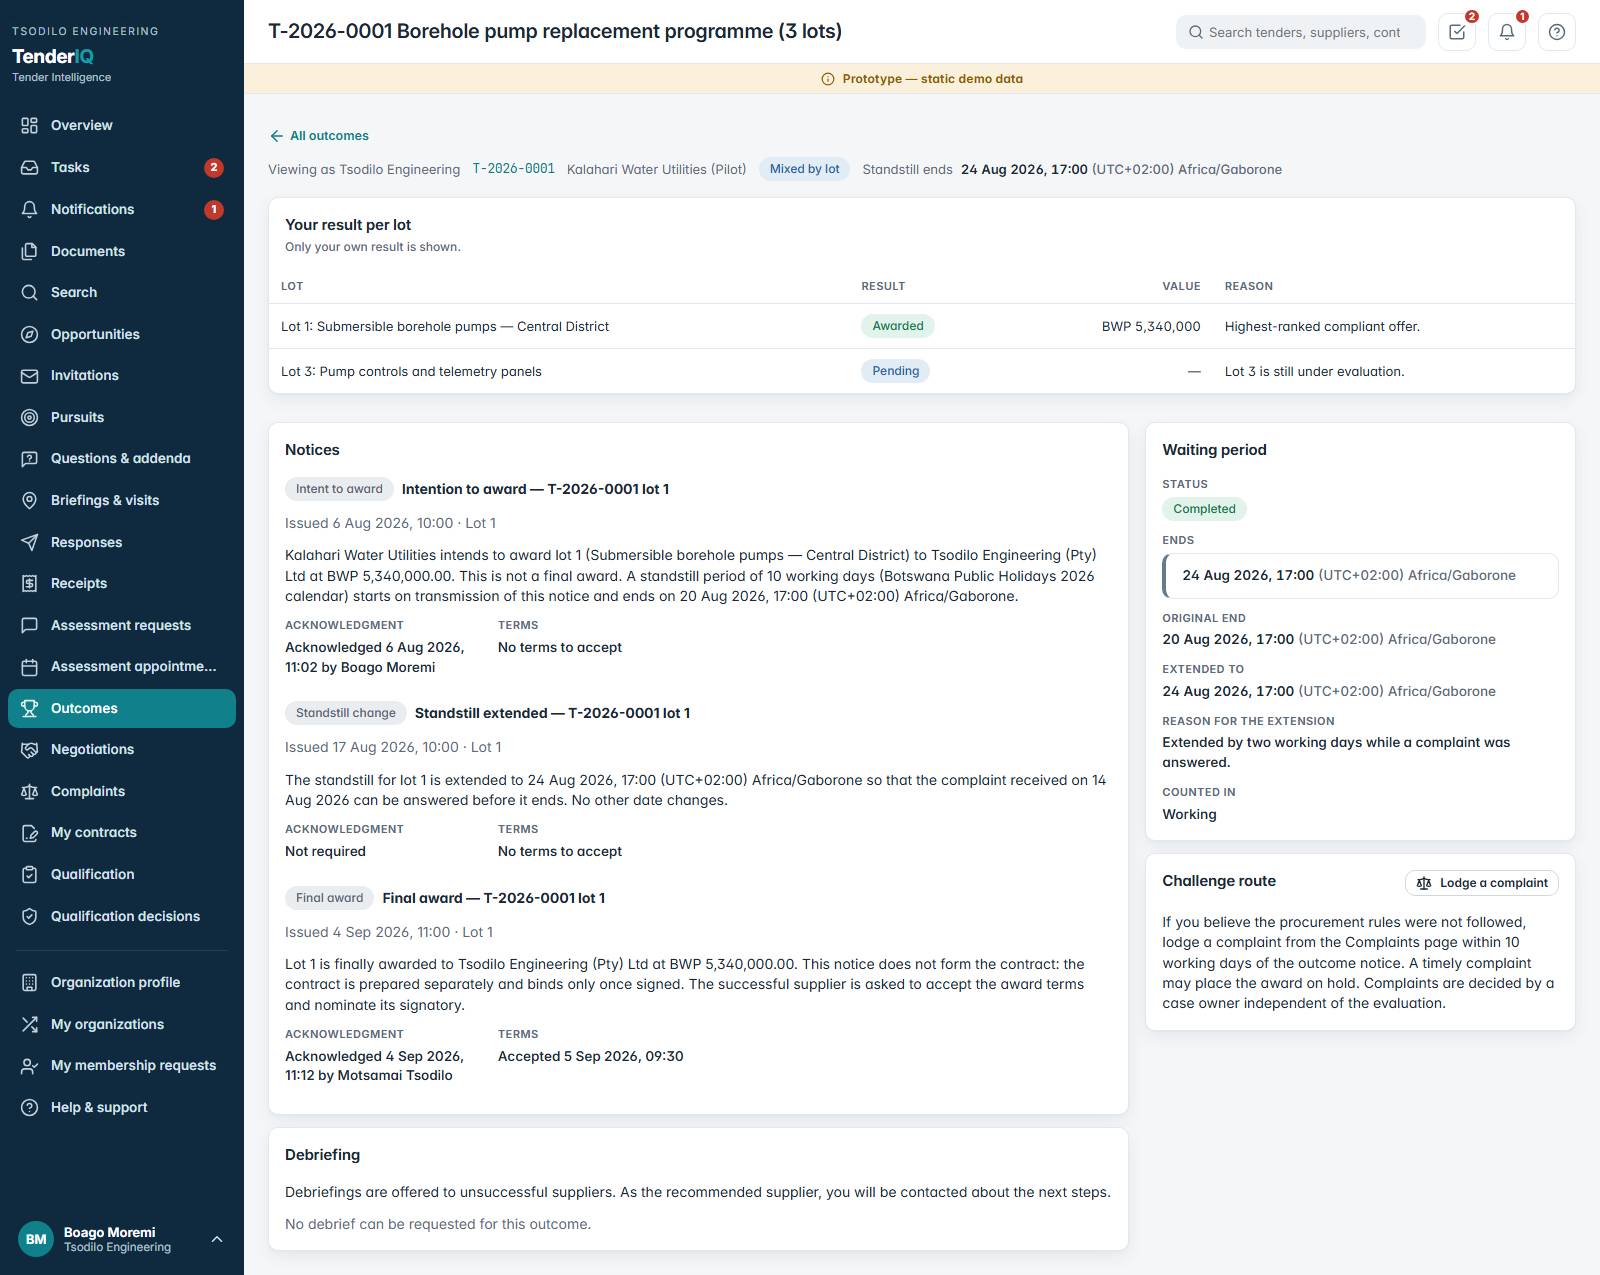 TSODILO ENGINEERING
TenderIQ
Tender Intelligence
Overview
Tasks 2
Notifications 1
Documents
Search
Opportunities
Invitations
Pursuits
Questions & addenda
Briefings & visits
Responses
Receipts
Assessment requests
Assessment appointme...
Outcomes
Negotiations
Complaints
My contracts
Qualification
Qualification decisions
Organization profile
My organizations
My membership requests
Help & support
BM
Boago Moremi
Tsodilo Engineering
T-2026-0001 Borehole pump replacement programme (3 lots)
Search tenders, suppliers, cont
2
1
Prototype — static demo data
All outcomes
Viewing as Tsodilo Engineering T-2026-0001 Kalahari Water Utilities (Pilot) Mixed by lot Standstill ends 24 Aug 2026, 17:00 (UTC+02:00) Africa/Gaborone
Your result per lot
Only your own result is shown.
LOT RESULT VALUE REASON
Lot 1: Submersible borehole pumps — Central District Awarded BWP 5,340,000 Highest-ranked compliant offer.
Lot 3: Pump controls and telemetry panels Pending — Lot 3 is still under evaluation.
Notices
Intent to award Intention to award — T-2026-0001 lot 1
Issued 6 Aug 2026, 10:00 · Lot 1
Kalahari Water Utilities intends to award lot 1 (Submersible borehole pumps — Central District) to Tsodilo Engineering (Pty)
Ltd at BWP 5,340,000.00. This is not a final award. A standstill period of 10 working days (Botswana Public Holidays 2026
calendar) starts on transmission of this notice and ends on 20 Aug 2026, 17:00 (UTC+02:00) Africa/Gaborone.
ACKNOWLEDGMENT TERMS
Acknowledged 6 Aug 2026, No terms to accept
11:02 by Boago Moremi
Standstill change Standstill extended — T-2026-0001 lot 1
Issued 17 Aug 2026, 10:00 · Lot 1
The standstill for lot 1 is extended to 24 Aug 2026, 17:00 (UTC+02:00) Africa/Gaborone so that the complaint received on 14
Aug 2026 can be answered before it ends. No other date changes.
ACKNOWLEDGMENT TERMS
Not required No terms to accept
Final award Final award — T-2026-0001 lot 1
Issued 4 Sep 2026, 11:00 · Lot 1
Lot 1 is finally awarded to Tsodilo Engineering (Pty) Ltd at BWP 5,340,000.00. This notice does not form the contract: the
contract is prepared separately and binds only once signed. The successful supplier is asked to accept the award terms
and nominate its signatory.
ACKNOWLEDGMENT TERMS
Acknowledged 4 Sep 2026, Accepted 5 Sep 2026, 09:30
11:12 by Motsamai Tsodilo
Debriefing
Debriefings are offered to unsuccessful suppliers. As the recommended supplier, you will be contacted about the next steps.
No debrief can be requested for this outcome.
Waiting period
STATUS
Completed
ENDS
24 Aug 2026, 17:00 (UTC+02:00) Africa/Gaborone
ORIGINAL END
20 Aug 2026, 17:00 (UTC+02:00) Africa/Gaborone
EXTENDED TO
24 Aug 2026, 17:00 (UTC+02:00) Africa/Gaborone
REASON FOR THE EXTENSION
Extended by two working days while a complaint was
answered.
COUNTED IN
Working
Challenge route Lodge a complaint
If you believe the procurement rules were not followed,
lodge a complaint from the Complaints page within 10
working days of the outcome notice. A timely complaint
may place the award on hold. Complaints are decided by a
case owner independent of the evaluation.